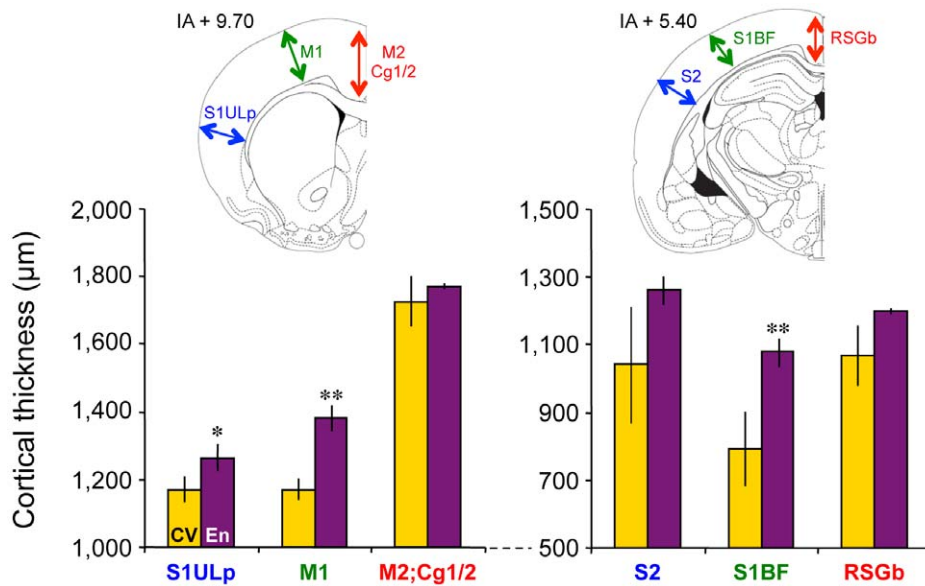 IA + 9.70
M1
M2
Cg1/2
S1ULp
IA + 5.40
S1BF
RSGb
S2
Cortical thickness (µm)
2,000
1,800
1,600
1,400
1,200
1,000
*
**
CV En
S1ULp M1 M2;Cg1/2
1,500
1,300
1,100
900
700
500
**
S2 S1BF RSGb